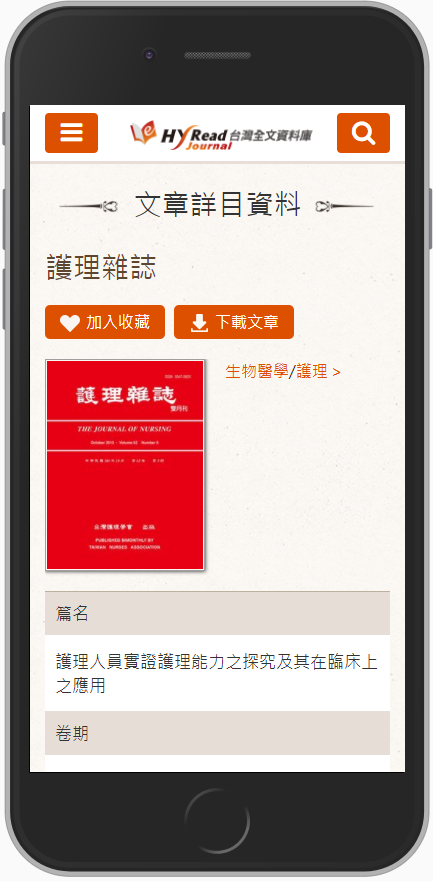 HYRead 台灣全文資料庫
Journal
文章詳目資料
護理雜誌
加入收藏
下載文章
生物醫學/護理 >
護理雜誌
雙月刊
THE JOURNAL OF NURSING
台灣護理學會 出版
PUBLISHED BIMONTHLY BY
TAIWAN NURSES ASSOCIATION
篇名
護理人員實證護理能力之探究及其在臨床上
之應用
卷期